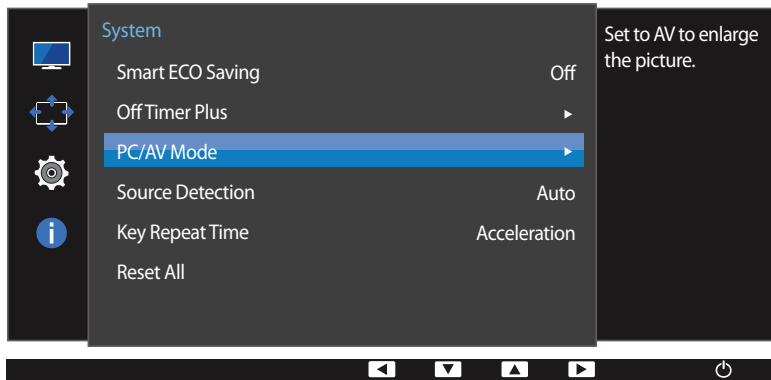 System
Smart ECO Saving Off
Off Timer Plus
PC/AV Mode
Source Detection Auto
Key Repeat Time Acceleration
Reset All
Set to AV to enlarge
the picture.